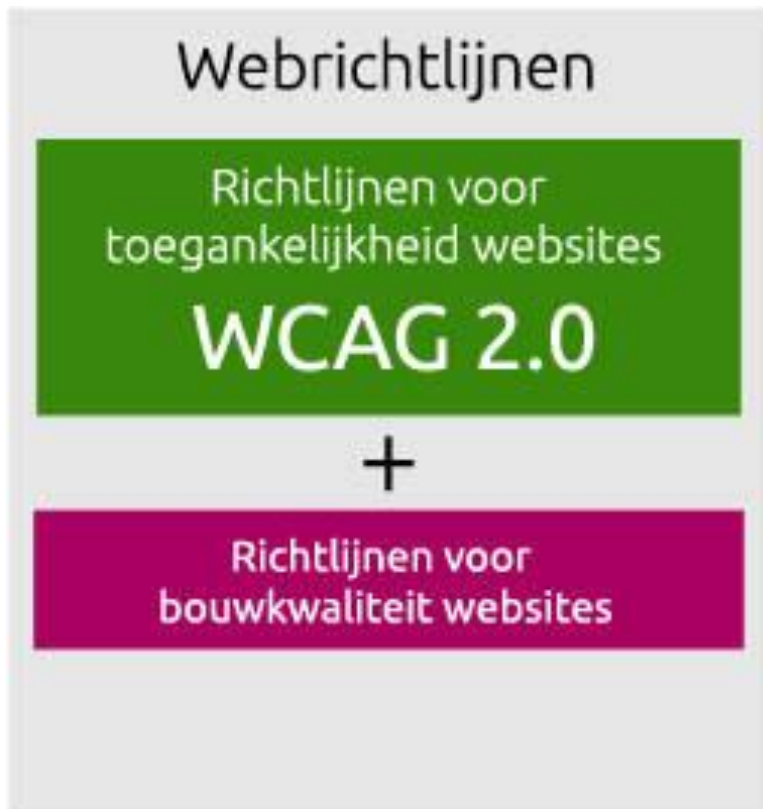 Webrichtlijnen
Richtlijnen voor
toegankelijkheid websites
WCAG 2.0
+
Richtlijnen voor
bouwkwaliteit websites